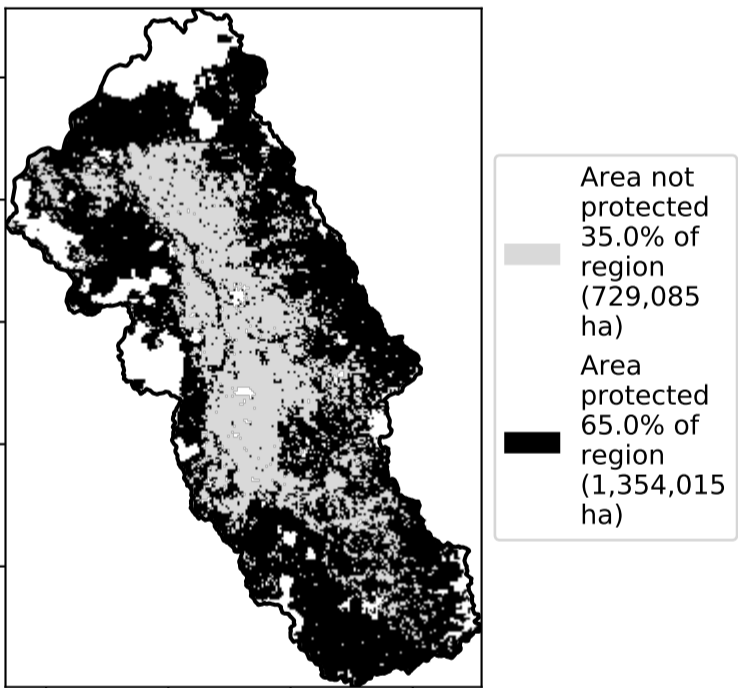 Area not
protected
35.0% of
region
(729,085
ha)
Area
protected
65.0% of
region
(1,354,015
ha)